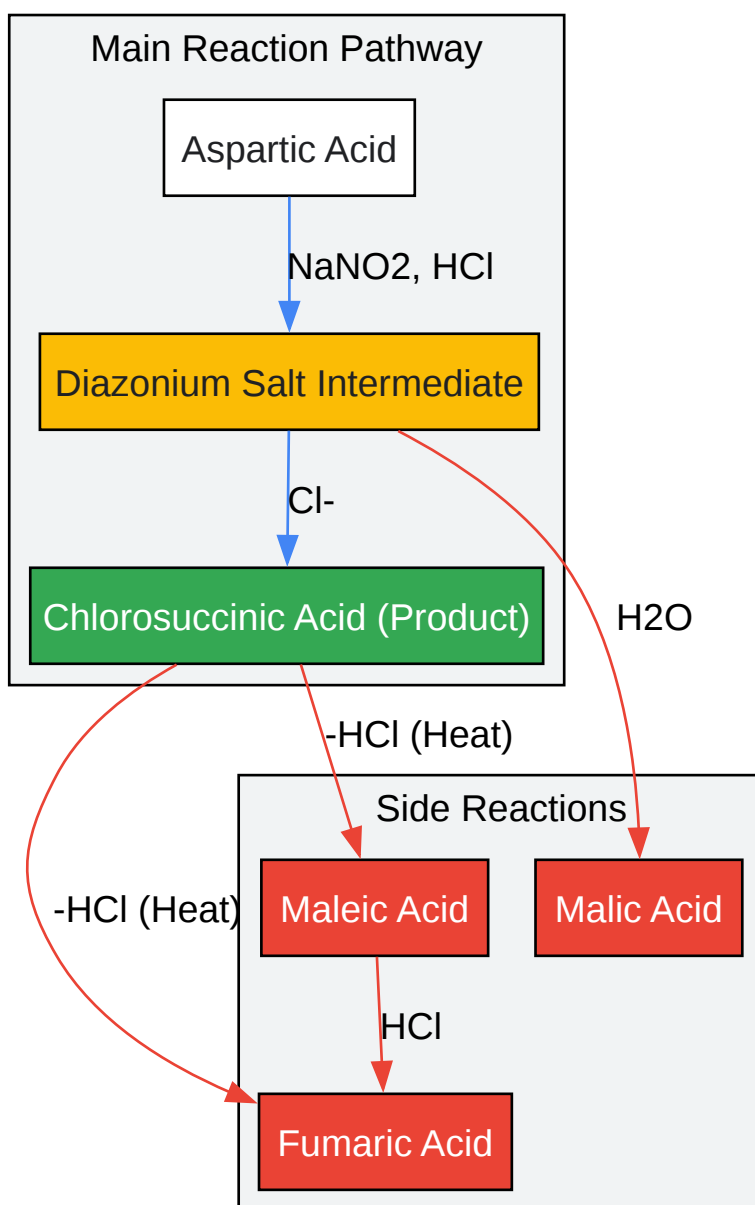 Main Reaction Pathway
Aspartic Acid
NaNO2, HCl
Diazonium Salt Intermediate
Cl-
Chlorosuccinic Acid (Product)
H2O
-HCl (Heat)
Side Reactions
Maleic Acid
Malic Acid
-HCl (Heat)
HCl
Fumaric Acid